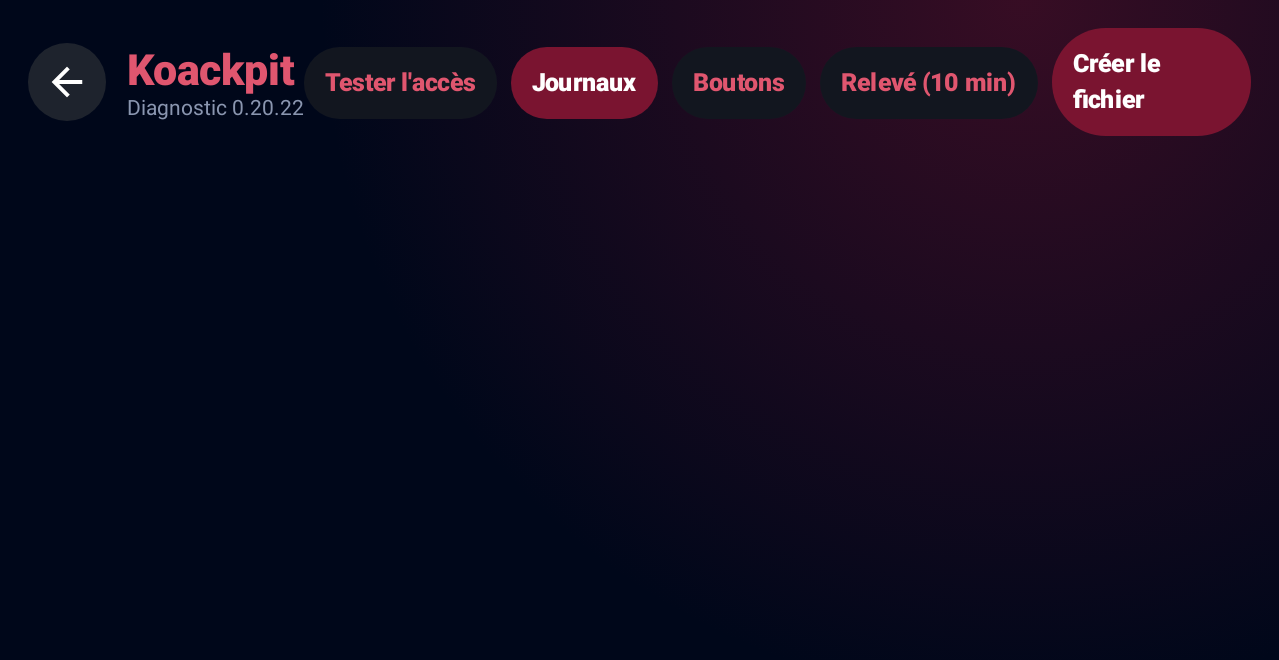 Koackpit
Diagnostic 0.20.22
Tester l'accès
Journaux
Boutons
Relevé (10 min)
Créer le
fichier